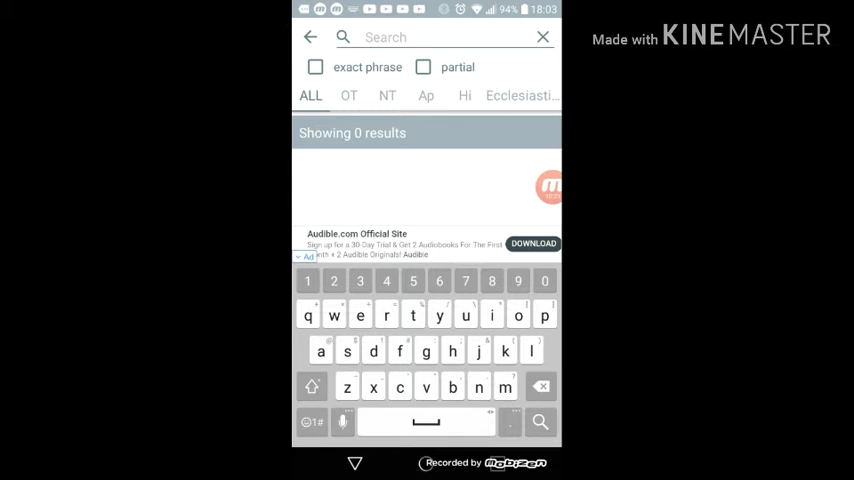 94% 18:03
Search
exact phrase partial
ALL OT NT Ap Hi Ecclesiasti...
Showing 0 results
Audible.com Official Site
Sign up for a 30-Day Trial & Get 2 Audiobooks For The First
onth + 2 Audible Originals! Audible
DOWNLOAD
Ad
1 2 3 4 5 6 7 8 9 0
q w e r t y u i o p
a s d f g h j k l
z x c v b n m
☺1# .
Made with KINEMASTER
Recorded by mobizen